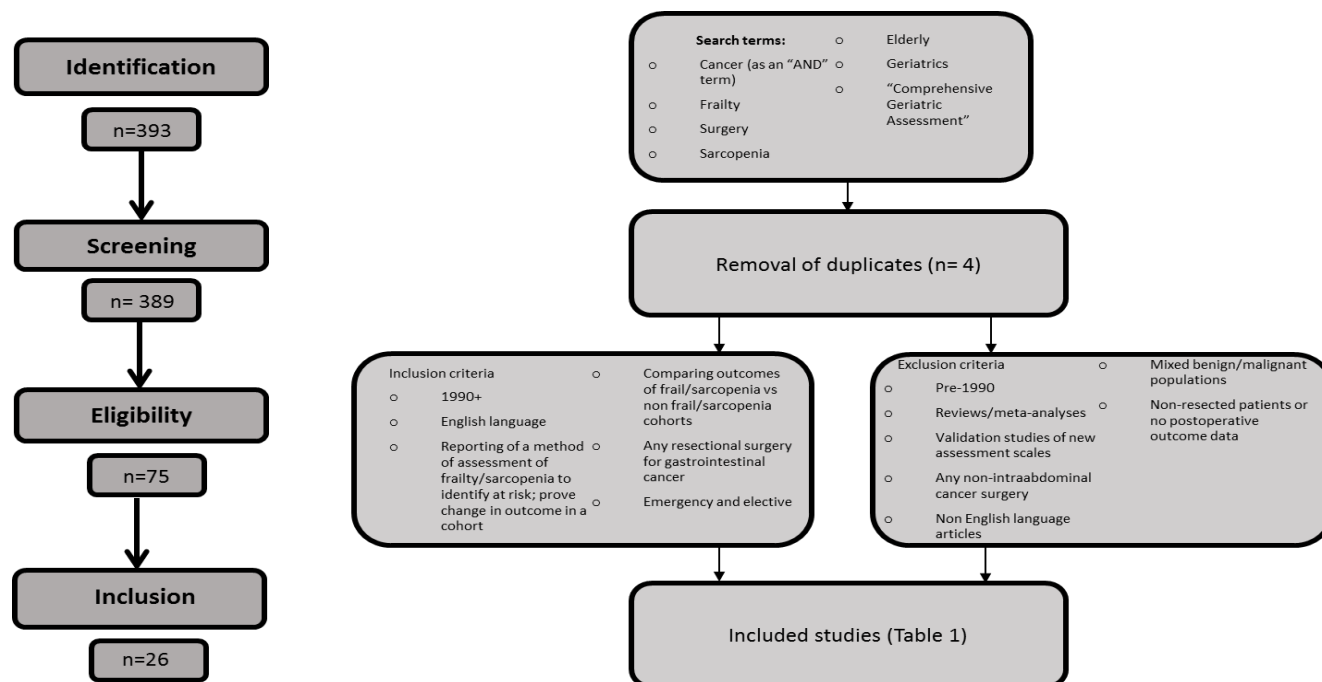 Identification
n=393
Screening
n= 389
Eligibility
n=75
Inclusion
n=26
Search terms:
o Cancer (as an “AND”
term)
o Frailty
o Surgery
o Sarcopenia
o Elderly
o Geriatrics
o “Comprehensive
Geriatric
Assessment”
Removal of duplicates (n= 4)
Inclusion criteria
o 1990+
o English language
o Reporting of a method
of assessment of
frailty/sarcopenia to
identify at risk; prove
change in outcome in a
cohort
o Comparing outcomes
of frail/sarcopenia vs
non frail/sarcopenia
cohorts
o Any resectional surgery
for gastrointestinal
cancer
o Emergency and elective
Exclusion criteria
o Pre-1990
o Reviews/meta-analyses
o Validation studies of new
assessment scales
o Any non-intraabdominal
cancer surgery
o Non English language
articles
o Mixed benign/malignant
populations
o Non-resected patients or
no postoperative
outcome data
Included studies (Table 1)